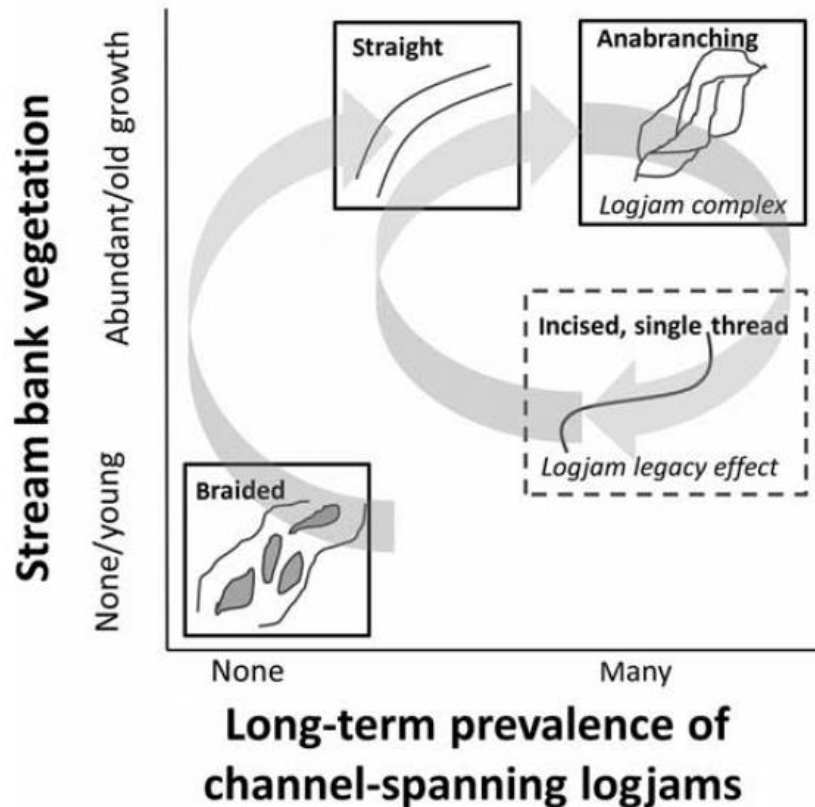 Stream bank vegetation
Abundant/old growth
None/young
Straight
Anabranching
Logjam complex
Incised, single thread
Logjam legacy effect
Braided
None
Many
Long-term prevalence of
channel-spanning logjams